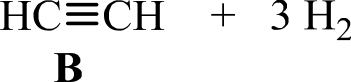 HC≡CH + 3 H₂
B